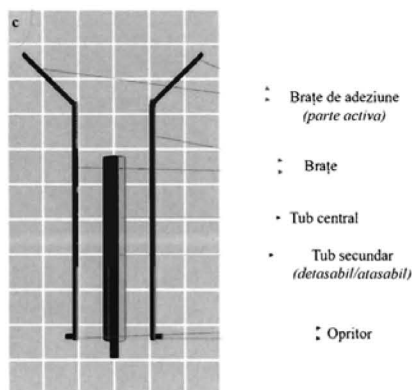 c
Brațe de adeziune
(parte activa)
Brațe
Tub central
Tub secundar
(detasabil/atasabil)
Opritor